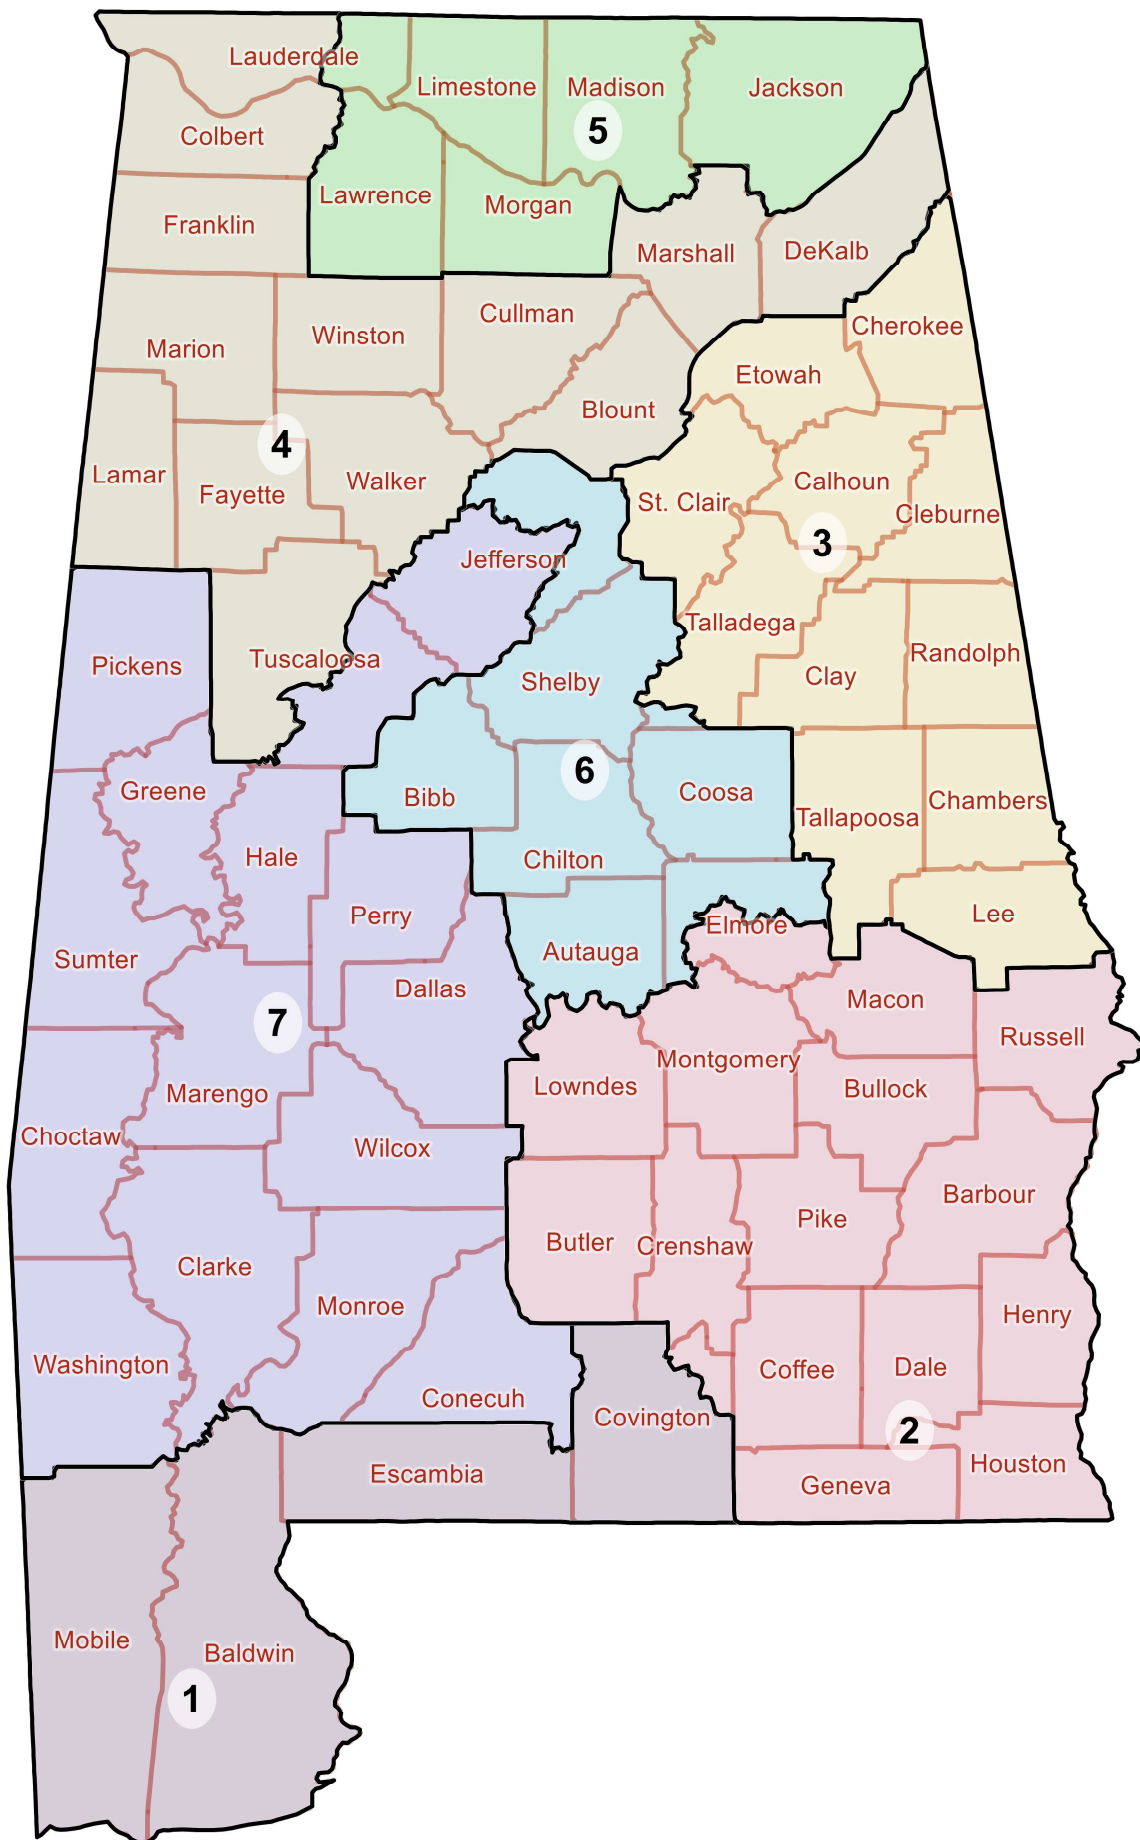 Lauderdale
Limestone
Madison
Jackson
5
Colbert
Lawrence
Morgan
Franklin
Marshall
DeKalb
Cullman
Cherokee
Winston
Marion
Etowah
Blount
4
Lamar
Walker
Fayette
Calhoun
St. Clair
Cleburne
3
Jefferson
Talladega
Randolph
Tuscaloosa
Pickens
Clay
Shelby
6
Greene
Coosa
Bibb
Chambers
Tallapoosa
Hale
Chilton
Perry
Lee
Elmore
Autauga
Sumter
Dallas
Macon
7
Russell
Montgomery
Lowndes
Bullock
Marengo
Choctaw
Wilcox
Barbour
Pike
Butler
Crenshaw
Clarke
Monroe
Henry
Washington
Coffee
Dale
Conecuh
Covington
2
Houston
Escambia
Geneva
Mobile
Baldwin
1